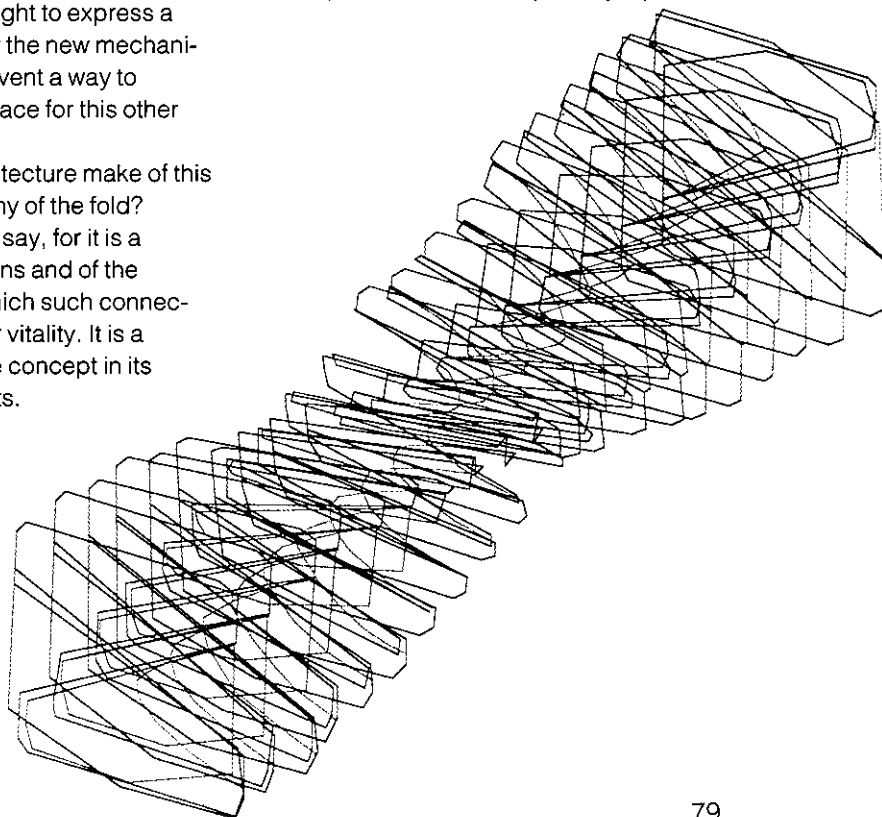 ght to express a
the new mechani-
vent a way to
ace for this other
tecture make of this
ny of the fold?
say, for it is a
ns and of the
hich such connec-
vitality. It is a
e concept in its
ts.
79